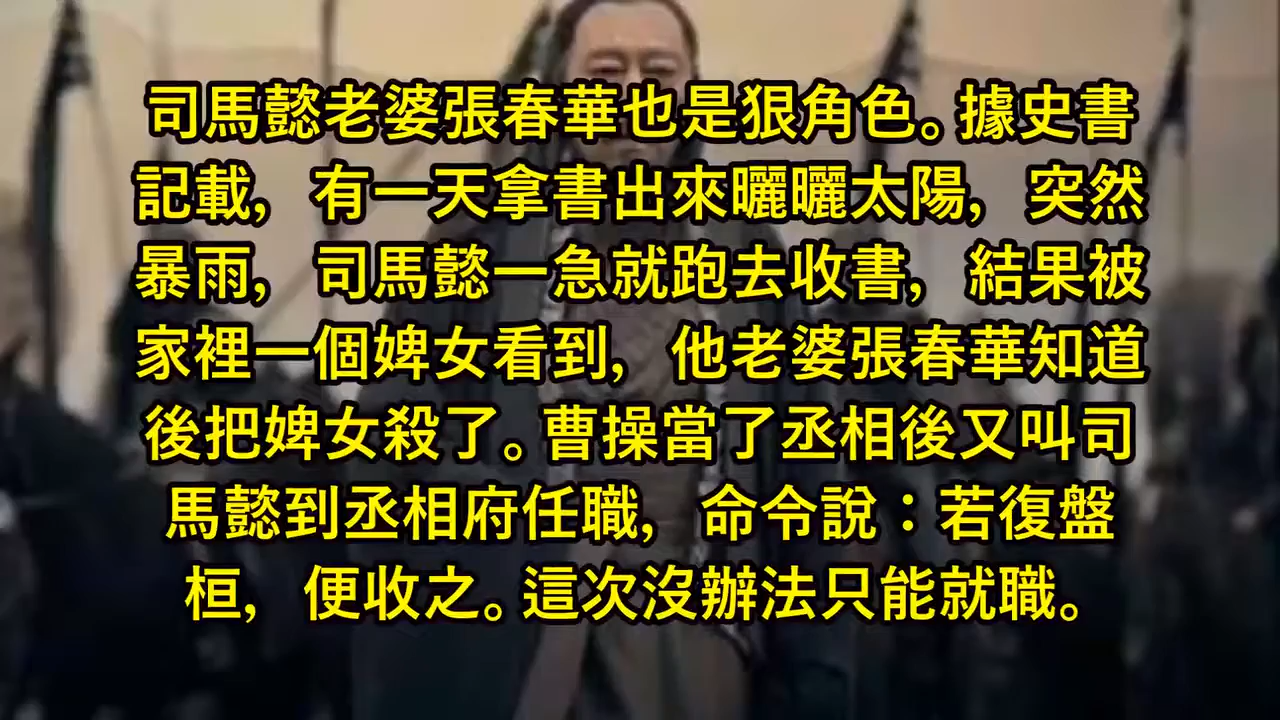 司馬懿老婆張春華也是狠角色。據史書
記載，有一天拿書出來曬曬太陽，突然
暴雨，司馬懿一急就跑去收書，結果被
家裡一個婢女看到，他老婆張春華知道
後把婢女殺了。曹操當了丞相後又叫司
馬懿到丞相府任職，命令說：若復盤
桓，便收之。這次沒辦法只能就職。